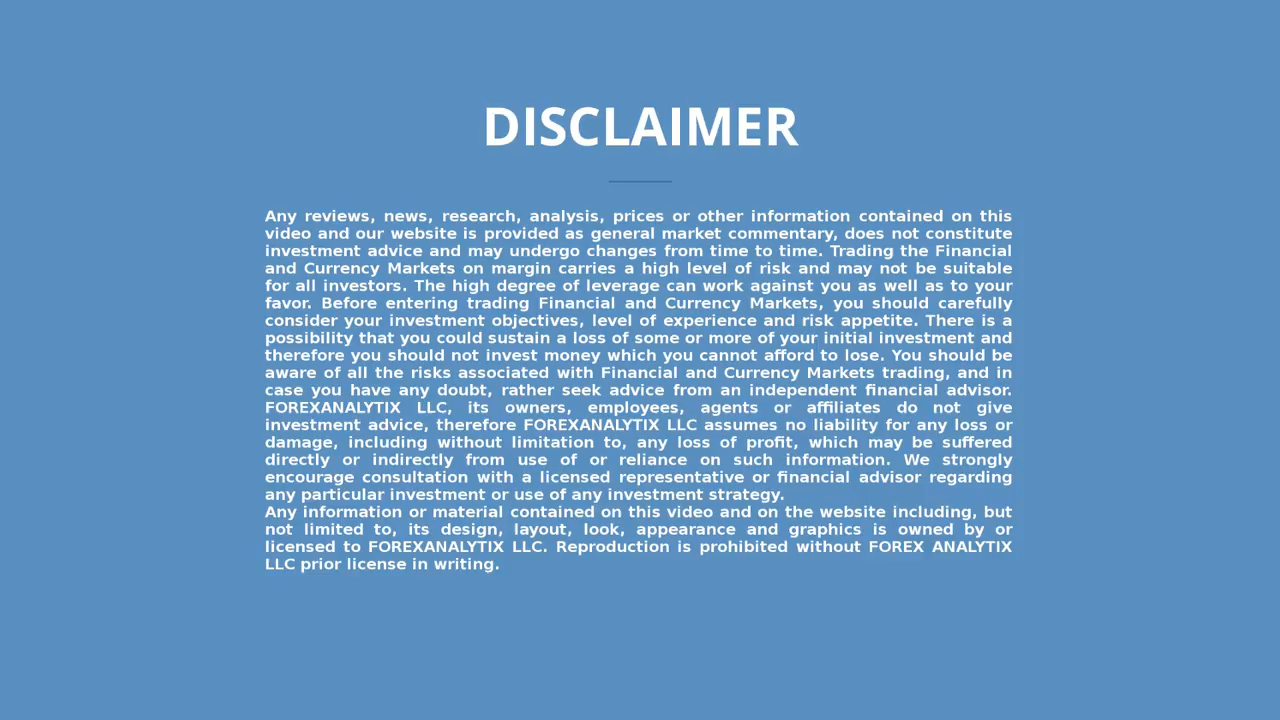 DISCLAIMER
Any reviews, news, research, analysis, prices or other information contained on this
video and our website is provided as general market commentary, does not constitute
investment advice and may undergo changes from time to time. Trading the Financial
and Currency Markets on margin carries a high level of risk and may not be suitable
for all investors. The high degree of leverage can work against you as well as to your
favor. Before entering trading Financial and Currency Markets, you should carefully
consider your investment objectives, level of experience and risk appetite. There is a
possibility that you could sustain a loss of some or more of your initial investment and
therefore you should not invest money which you cannot afford to lose. You should be
aware of all the risks associated with Financial and Currency Markets trading, and in
case you have any doubt, rather seek advice from an independent financial advisor.
FOREXANALYTIX LLC, its owners, employees, agents or affiliates do not give
investment advice, therefore FOREXANALYTIX LLC assumes no liability for any loss or
damage, including without limitation to, any loss of profit, which may be suffered
directly or indirectly from use of or reliance on such information. We strongly
encourage consultation with a licensed representative or financial advisor regarding
any particular investment or use of any investment strategy.
Any information or material contained on this video and on the website including, but
not limited to, its design, layout, look, appearance and graphics is owned by or
licensed to FOREXANALYTIX LLC. Reproduction is prohibited without FOREX ANALYTIX
LLC prior license in writing.